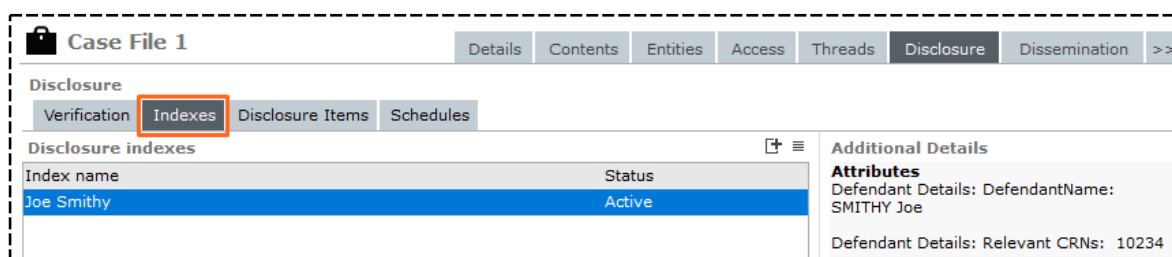 Case File 1
Details Contents Entities Access Threads Disclosure Dissemination >>
Disclosure
Verification Indexes Disclosure Items Schedules
Disclosure indexes
Additional Details
Index name Status
Joe Smithy Active
Attributes
Defendant Details: DefendantName:
SMITHY Joe
Defendant Details: Relevant CRNs: 10234